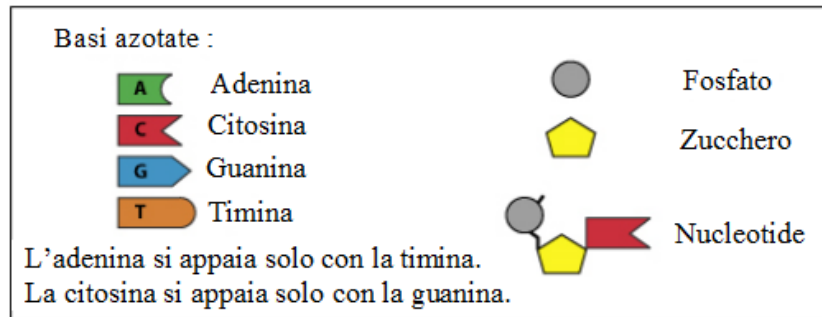 Basi azotate :
A Adenina
C Citosina
G Guanina
T Timina
Fosfato
Zucchero
Nucleotide
L'adenina si appaia solo con la timina.
La citosina si appaia solo con la guanina.